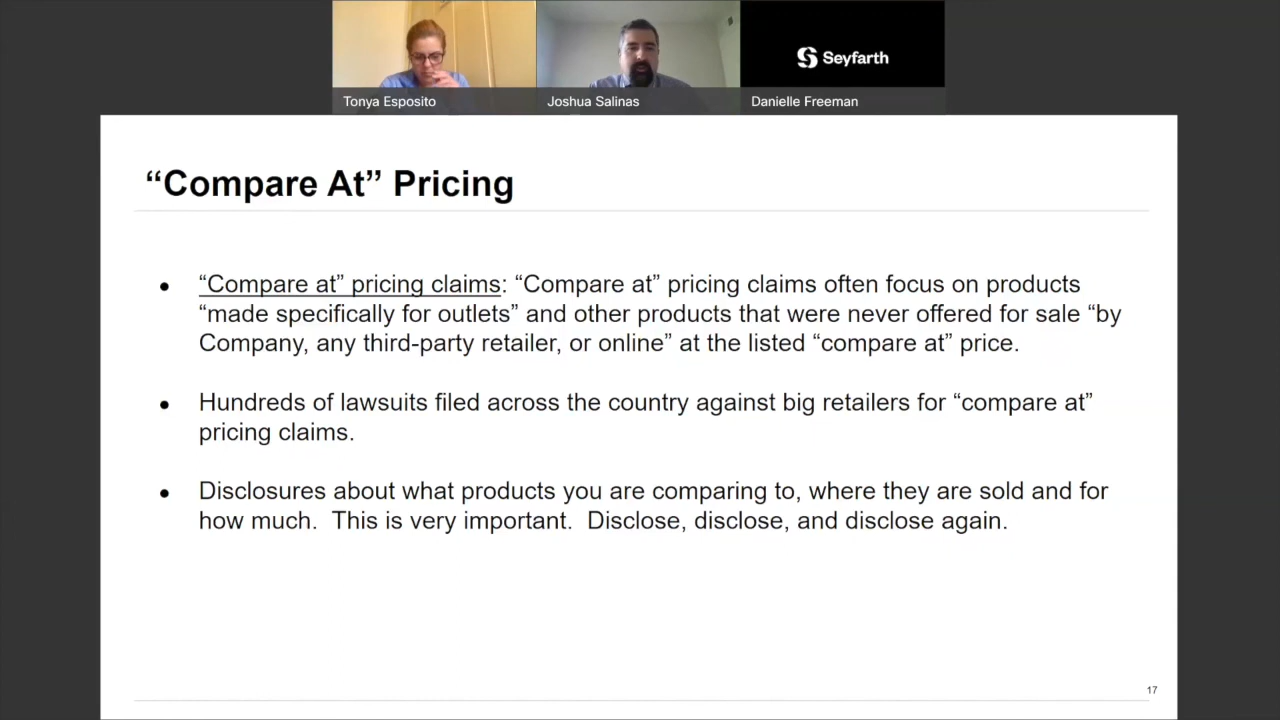 Seyfarth
Tonya Esposito
Joshua Salinas
Danielle Freeman
“Compare At” Pricing
• “Compare at” pricing claims: “Compare at” pricing claims often focus on products
“made specifically for outlets” and other products that were never offered for sale “by
Company, any third-party retailer, or online” at the listed “compare at” price.
• Hundreds of lawsuits filed across the country against big retailers for “compare at”
pricing claims.
• Disclosures about what products you are comparing to, where they are sold and for
how much.  This is very important.  Disclose, disclose, and disclose again.
17